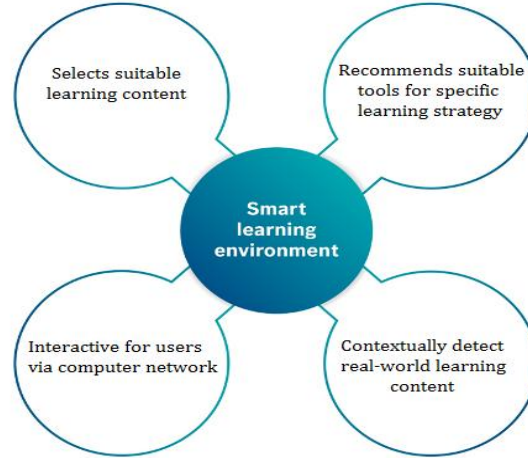 Selects suitable
learning content
Recommends suitable
tools for specific
learning strategy
Smart
learning
environment
Interactive for users
via computer network
Contextually detect
real-world learning
content